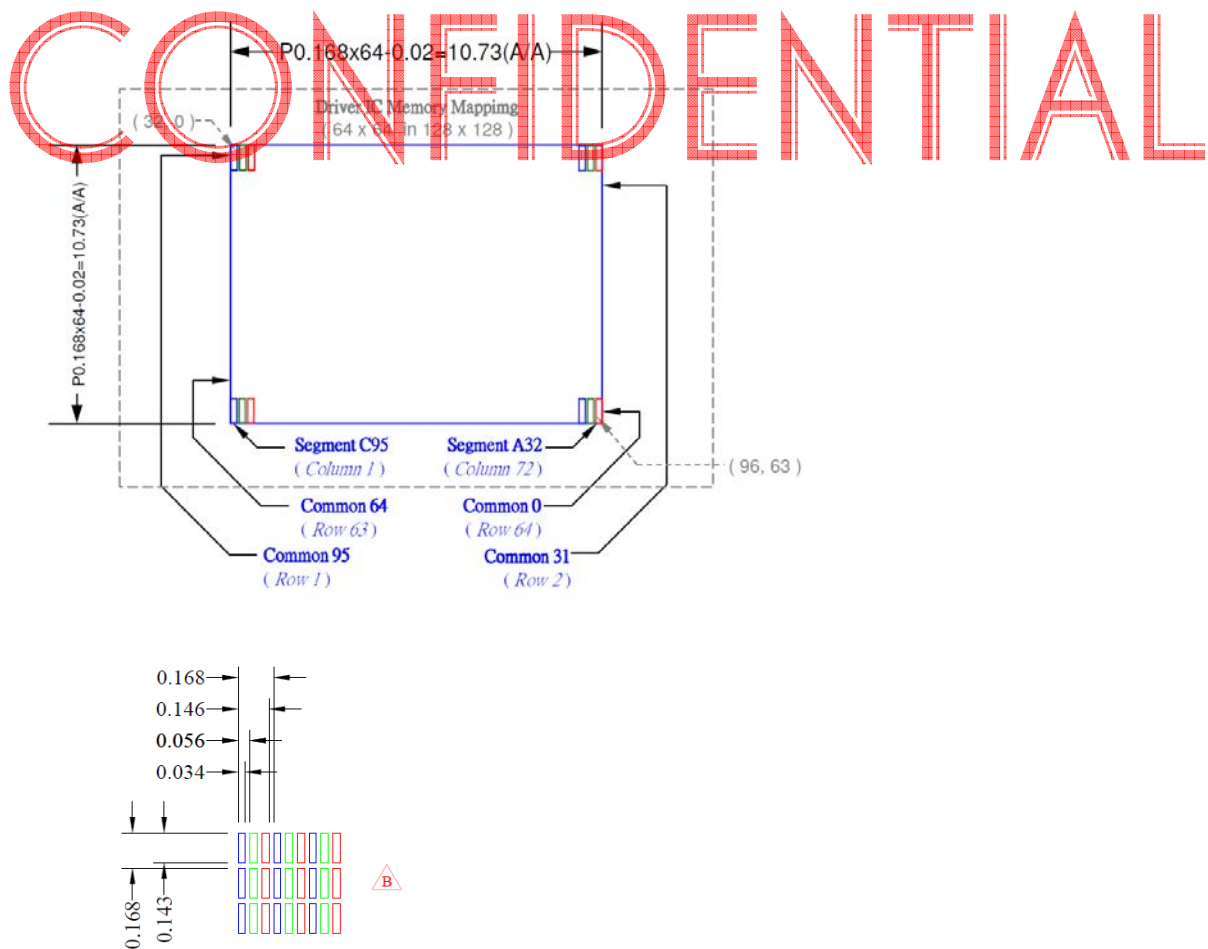 CONFIDENTIAL
P0.168x64-0.02=10.73(A/A)
Driver IC Memory Mappimg
( 64 x 64 in 128 x 128 )
( 32, 0 )
P0.168x64-0.02=10.73(A/A)
Segment C95
( Column 1 )
Segment A32
( Column 72 )
( 96, 63 )
Common 64
( Row 63 )
Common 0
( Row 64 )
Common 95
( Row 1 )
Common 31
( Row 2 )
0.168
0.146
0.056
0.034
0.168
0.143
B